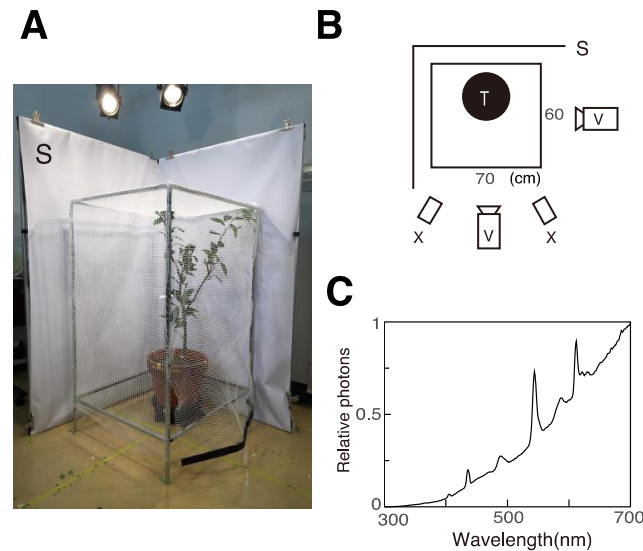 A
S
B
S
T
60
V
70 (cm)
X
V
X
C
Relative photons
1
0.5
0
300
500
700
Wavelength(nm)